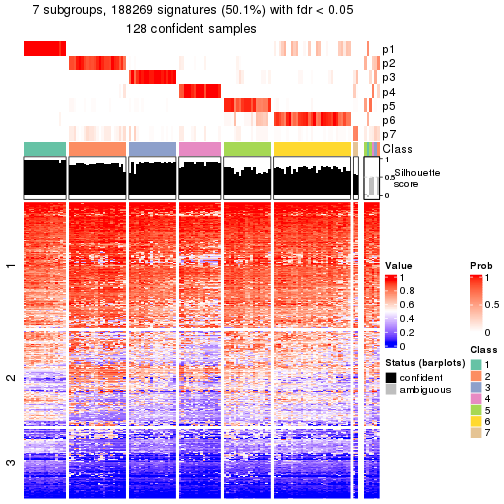 7 subgroups, 188269 signatures (50.1%) with fdr < 0.05
128 confident samples
p1
p2
p3
p4
p5
p6
p7
Class
1
0.5
0
Silhouette
score
1
2
3
Value
1
0.8
0.6
0.4
0.2
0
Prob
1
0.5
0
Status (barplots)
confident
ambiguous
Class
1
2
3
4
5
6
7